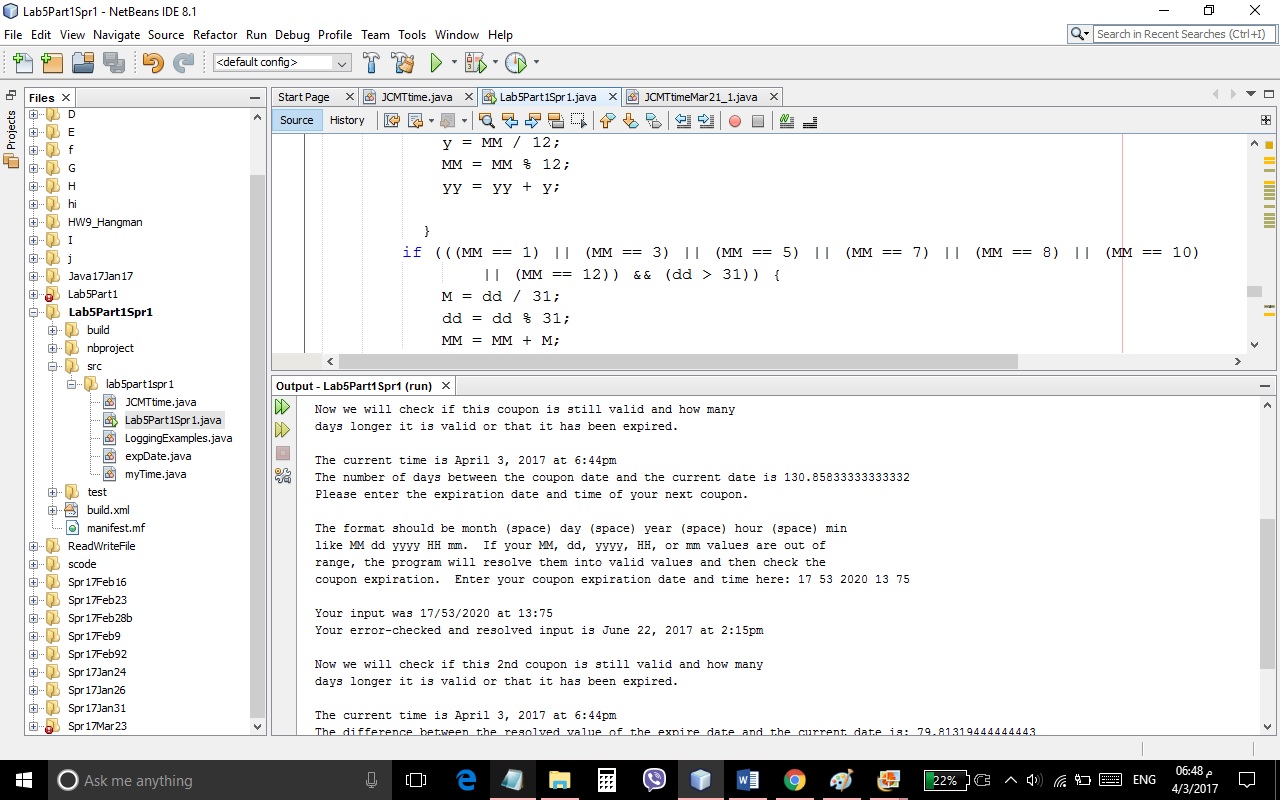 Lab5Part1Spr1 - NetBeans IDE 8.1
File Edit View Navigate Source Refactor Run Debug Profile Team Tools Window Help
Search in Recent Searches (Ctrl+I)
<default config>
Projects
Files
D
E
f
G
H
hi
HW9_Hangman
I
j
Java17Jan17
Lab5Part1
Lab5Part1Spr1
build
nbproject
src
lab5part1spr1
JCMTtime.java
Lab5Part1Spr1.java
LoggingExamples.java
expDate.java
myTime.java
test
build.xml
manifest.mf
ReadWriteFile
scode
Spr17Feb16
Spr17Feb23
Spr17Feb28b
Spr17Feb9
Spr17Feb92
Spr17Jan24
Spr17Jan26
Spr17Jan31
Spr17Mar23
Start Page JCMTtime.java Lab5Part1Spr1.java JCMTtimeMar21_1.java
Source History
y = MM / 12;
MM = MM % 12;
yy = yy + y;
}
if (((MM == 1) || (MM == 3) || (MM == 5) || (MM == 7) || (MM == 8) || (MM == 10)
|| (MM == 12)) && (dd > 31)) {
M = dd / 31;
dd = dd % 31;
MM = MM + M;
Output - Lab5Part1Spr1 (run)
Now we will check if this coupon is still valid and how many
days longer it is valid or that it has been expired.
The current time is April 3, 2017 at 6:44pm
The number of days between the coupon date and the current date is 130.85833333333332
Please enter the expiration date and time of your next coupon.
The format should be month (space) day (space) year (space) hour (space) min
like MM dd yyyy HH mm.  If your MM, dd, yyyy, HH, or mm values are out of
range, the program will resolve them into valid values and then check the
coupon expiration.  Enter your coupon expiration date and time here: 17 53 2020 13 75
Your input was 17/53/2020 at 13:75
Your error-checked and resolved input is June 22, 2017 at 2:15pm
Now we will check if this 2nd coupon is still valid and how many
days longer it is valid or that it has been expired.
The current time is April 3, 2017 at 6:44pm
The difference between the resolved value of the expire date and the current date is: 79.81319444444443
Ask me anything
22%
ENG
06:48 م
4/3/2017